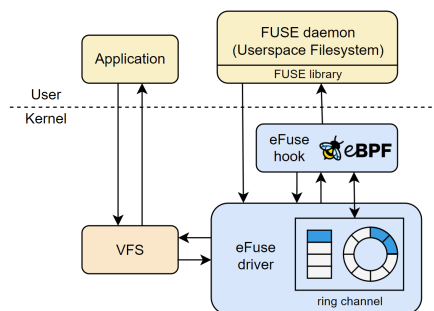 FUSE daemon
(Userspace Filesystem)
Application
FUSE library
User
Kernel
eFuse
hook
eBPF
VFS
eFuse
driver
ring channel